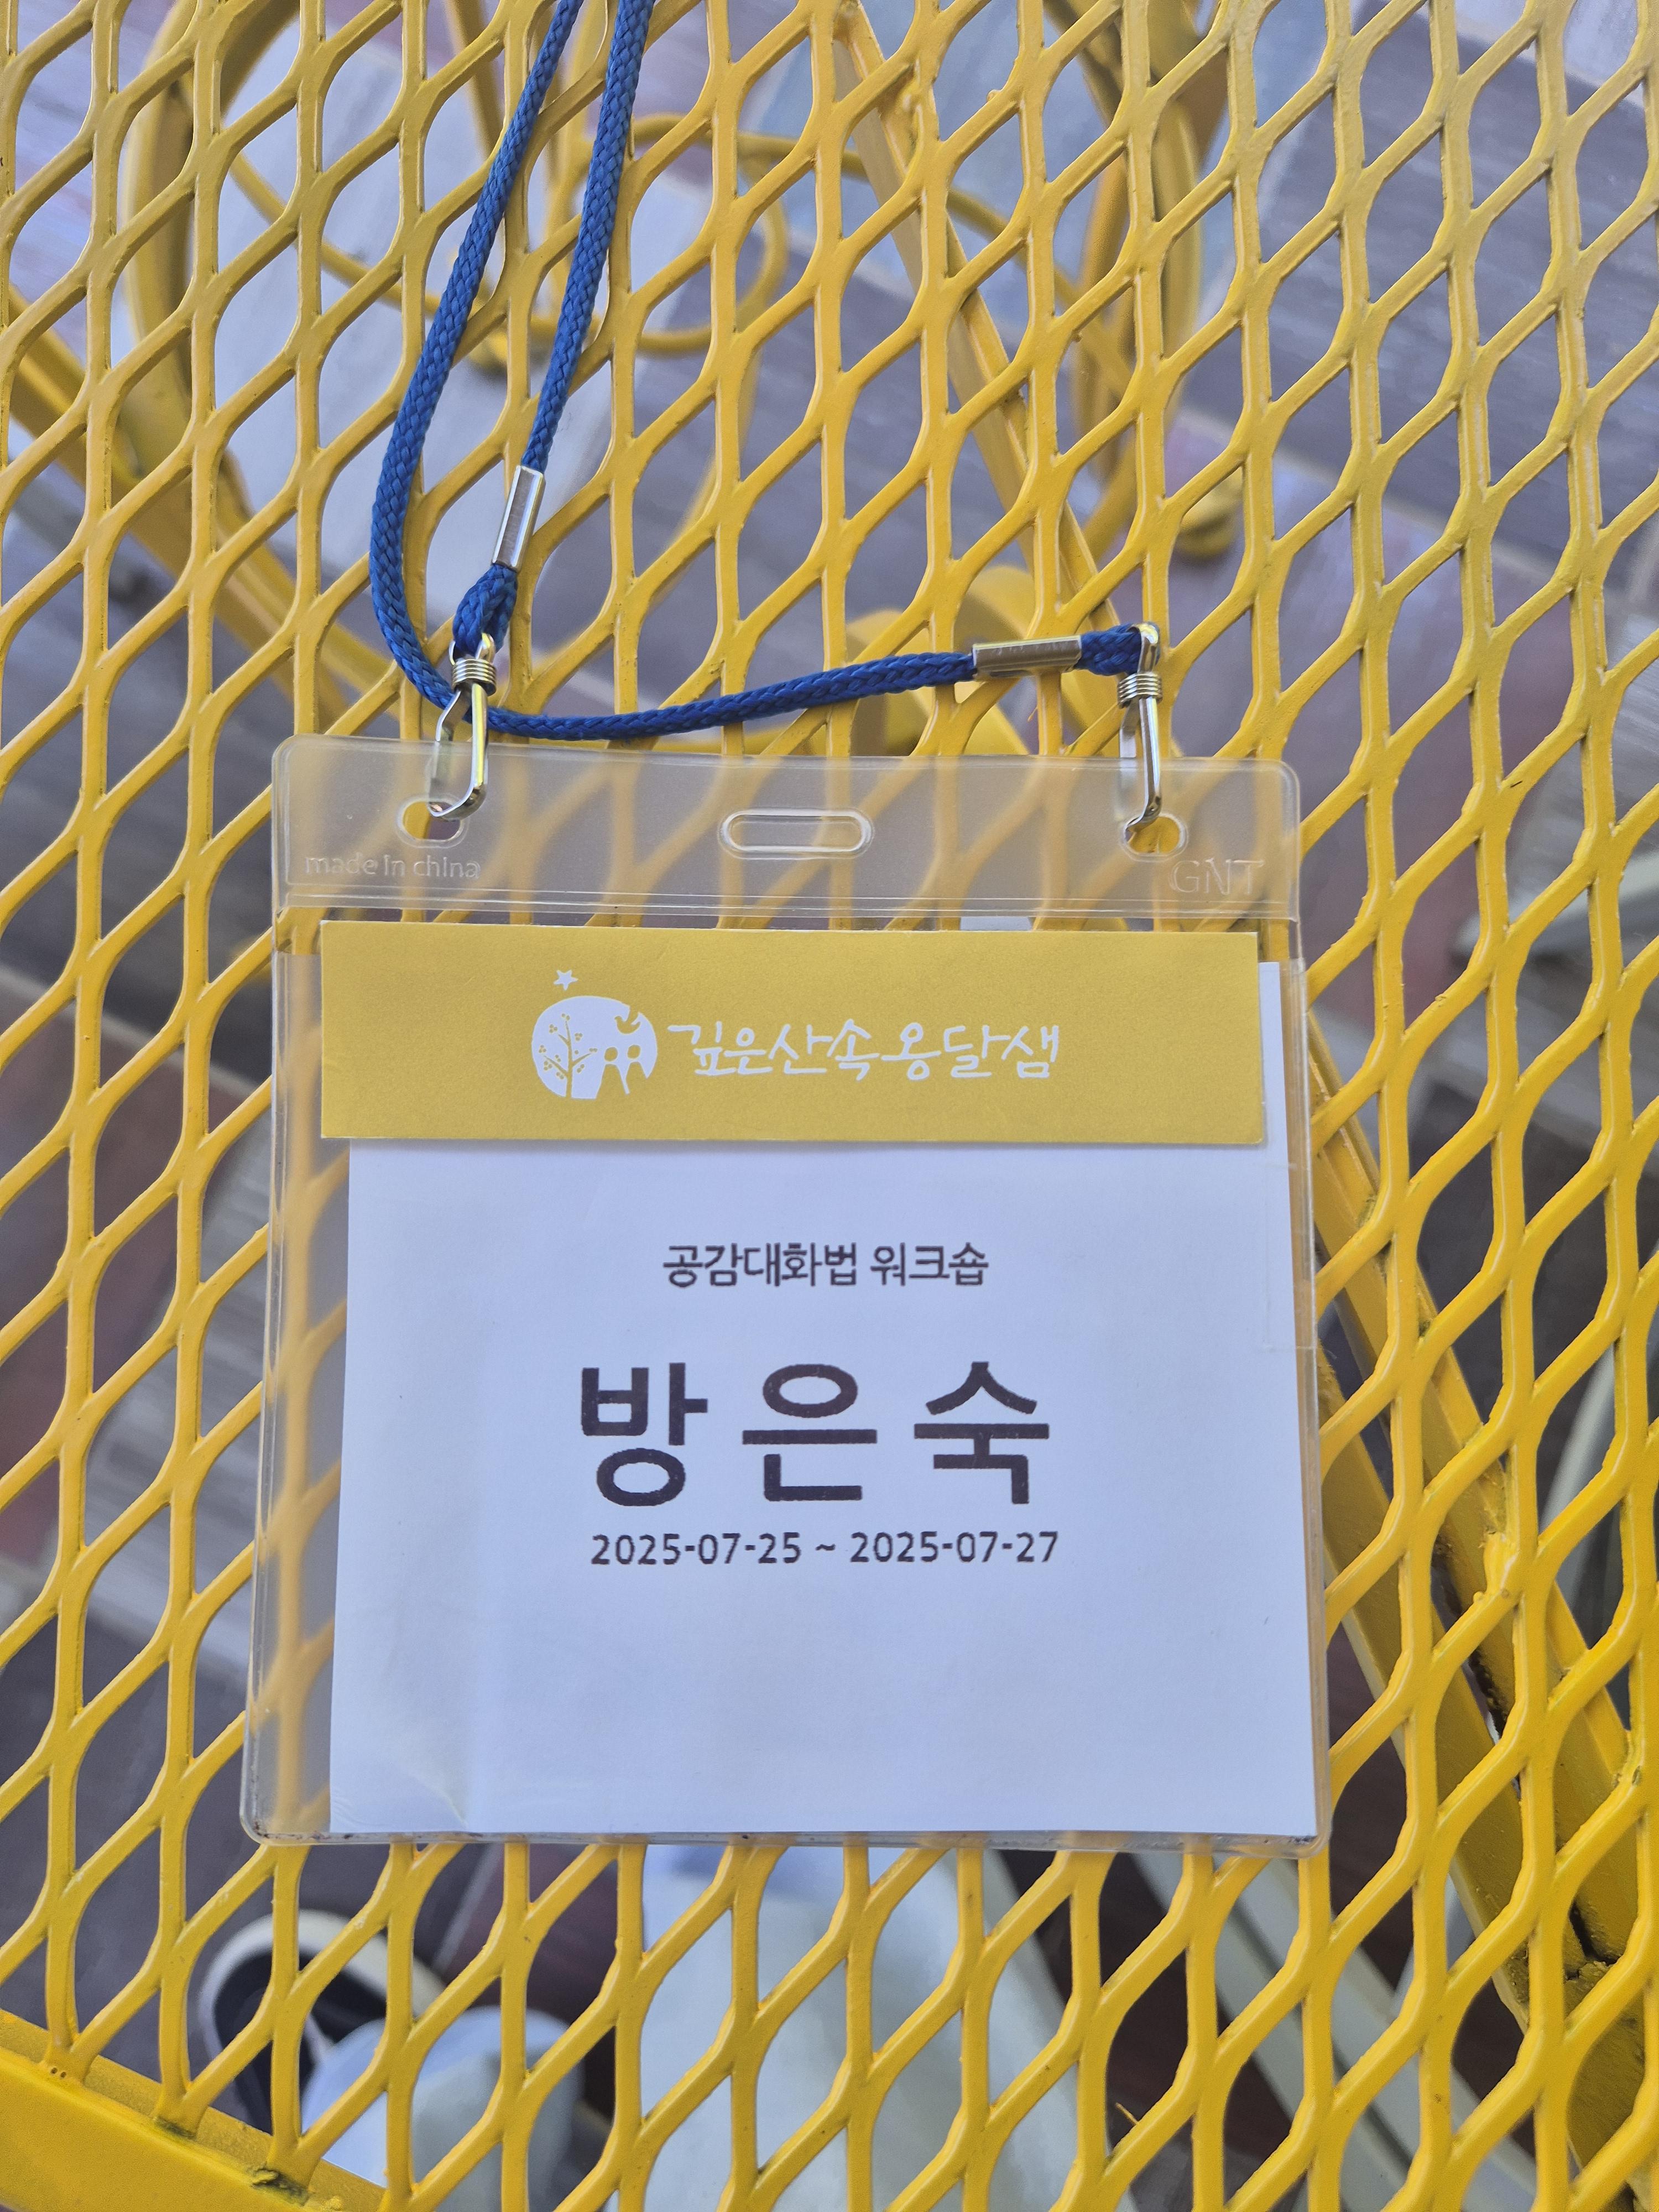 made in china
GNT
깊은산속옹달샘
공감대화법 워크숍
방은숙
2025-07-25 ~ 2025-07-27